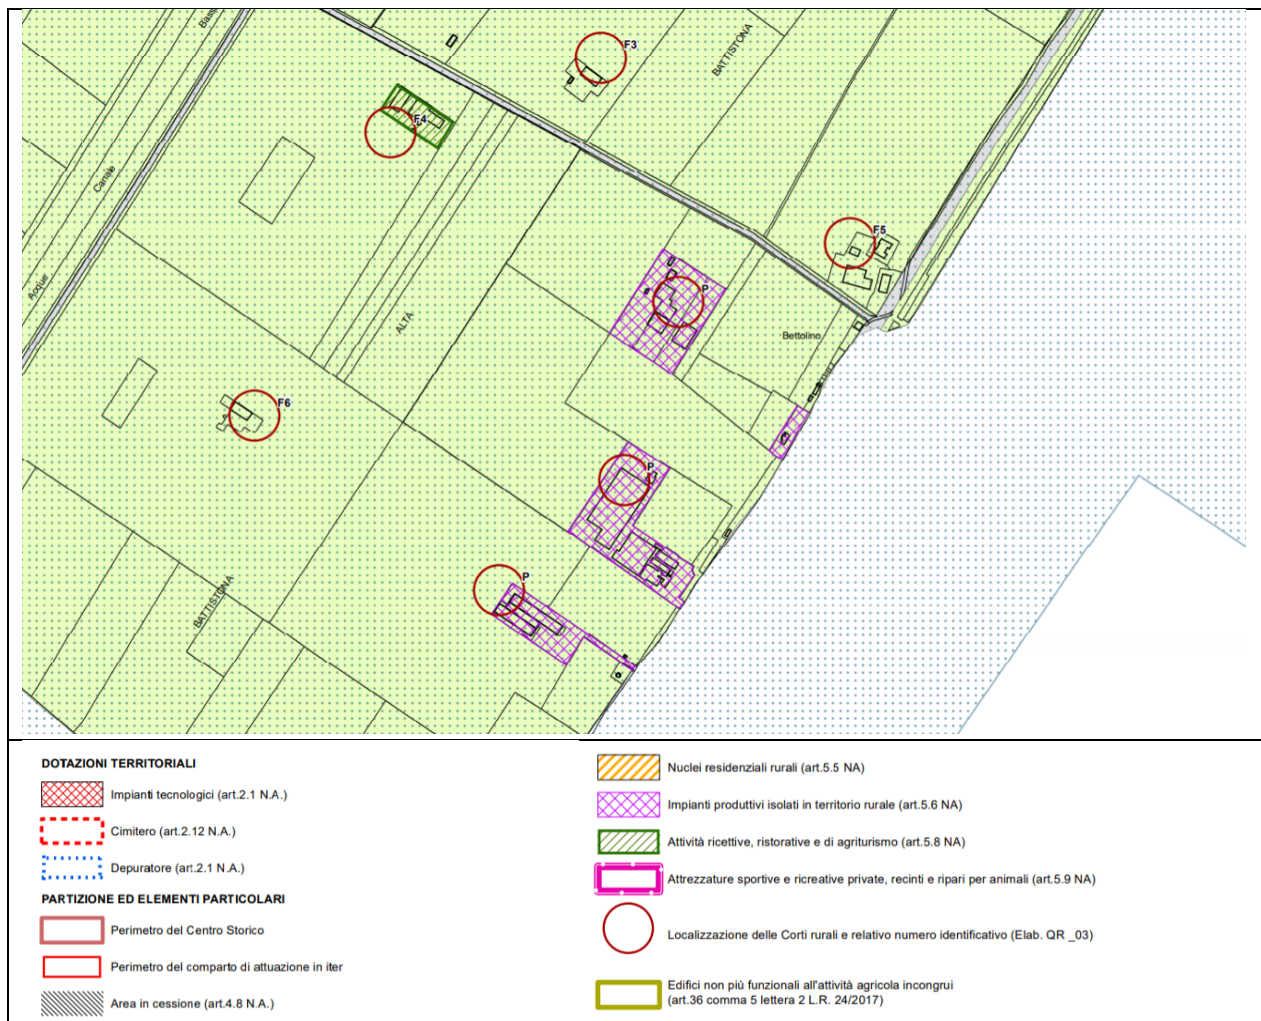 Bass
F3
BATTISTONA
F4
Canale
F5
Acque
P
ALTA
Bettolino
F6
P
P
BATTISTONA
DOTAZIONI TERRITORIALI
Impianti tecnologici (art.2.1 N.A.)
Cimitero (art.2.12 N.A.)
Depuratore (art.2.1 N.A.)
PARTIZIONE ED ELEMENTI PARTICOLARI
Perimetro del Centro Storico
Perimetro del comparto di attuazione in iter
Area in cessione (art.4.8 N.A.)
Nuclei residenziali rurali (art.5.5 NA)
Impianti produttivi isolati in territorio rurale (art.5.6 NA)
Attività ricettive, ristorative e di agriturismo (art.5.8 NA)
Attrezzature sportive e ricreative private, recinti e ripari per animali (art.5.9 NA)
Localizzazione delle Corti rurali e relativo numero identificativo (Elab. QR _03)
Edifici non più funzionali all'attività agricola incongrui
(art.36 comma 5 lettera 2 L.R. 24/2017)